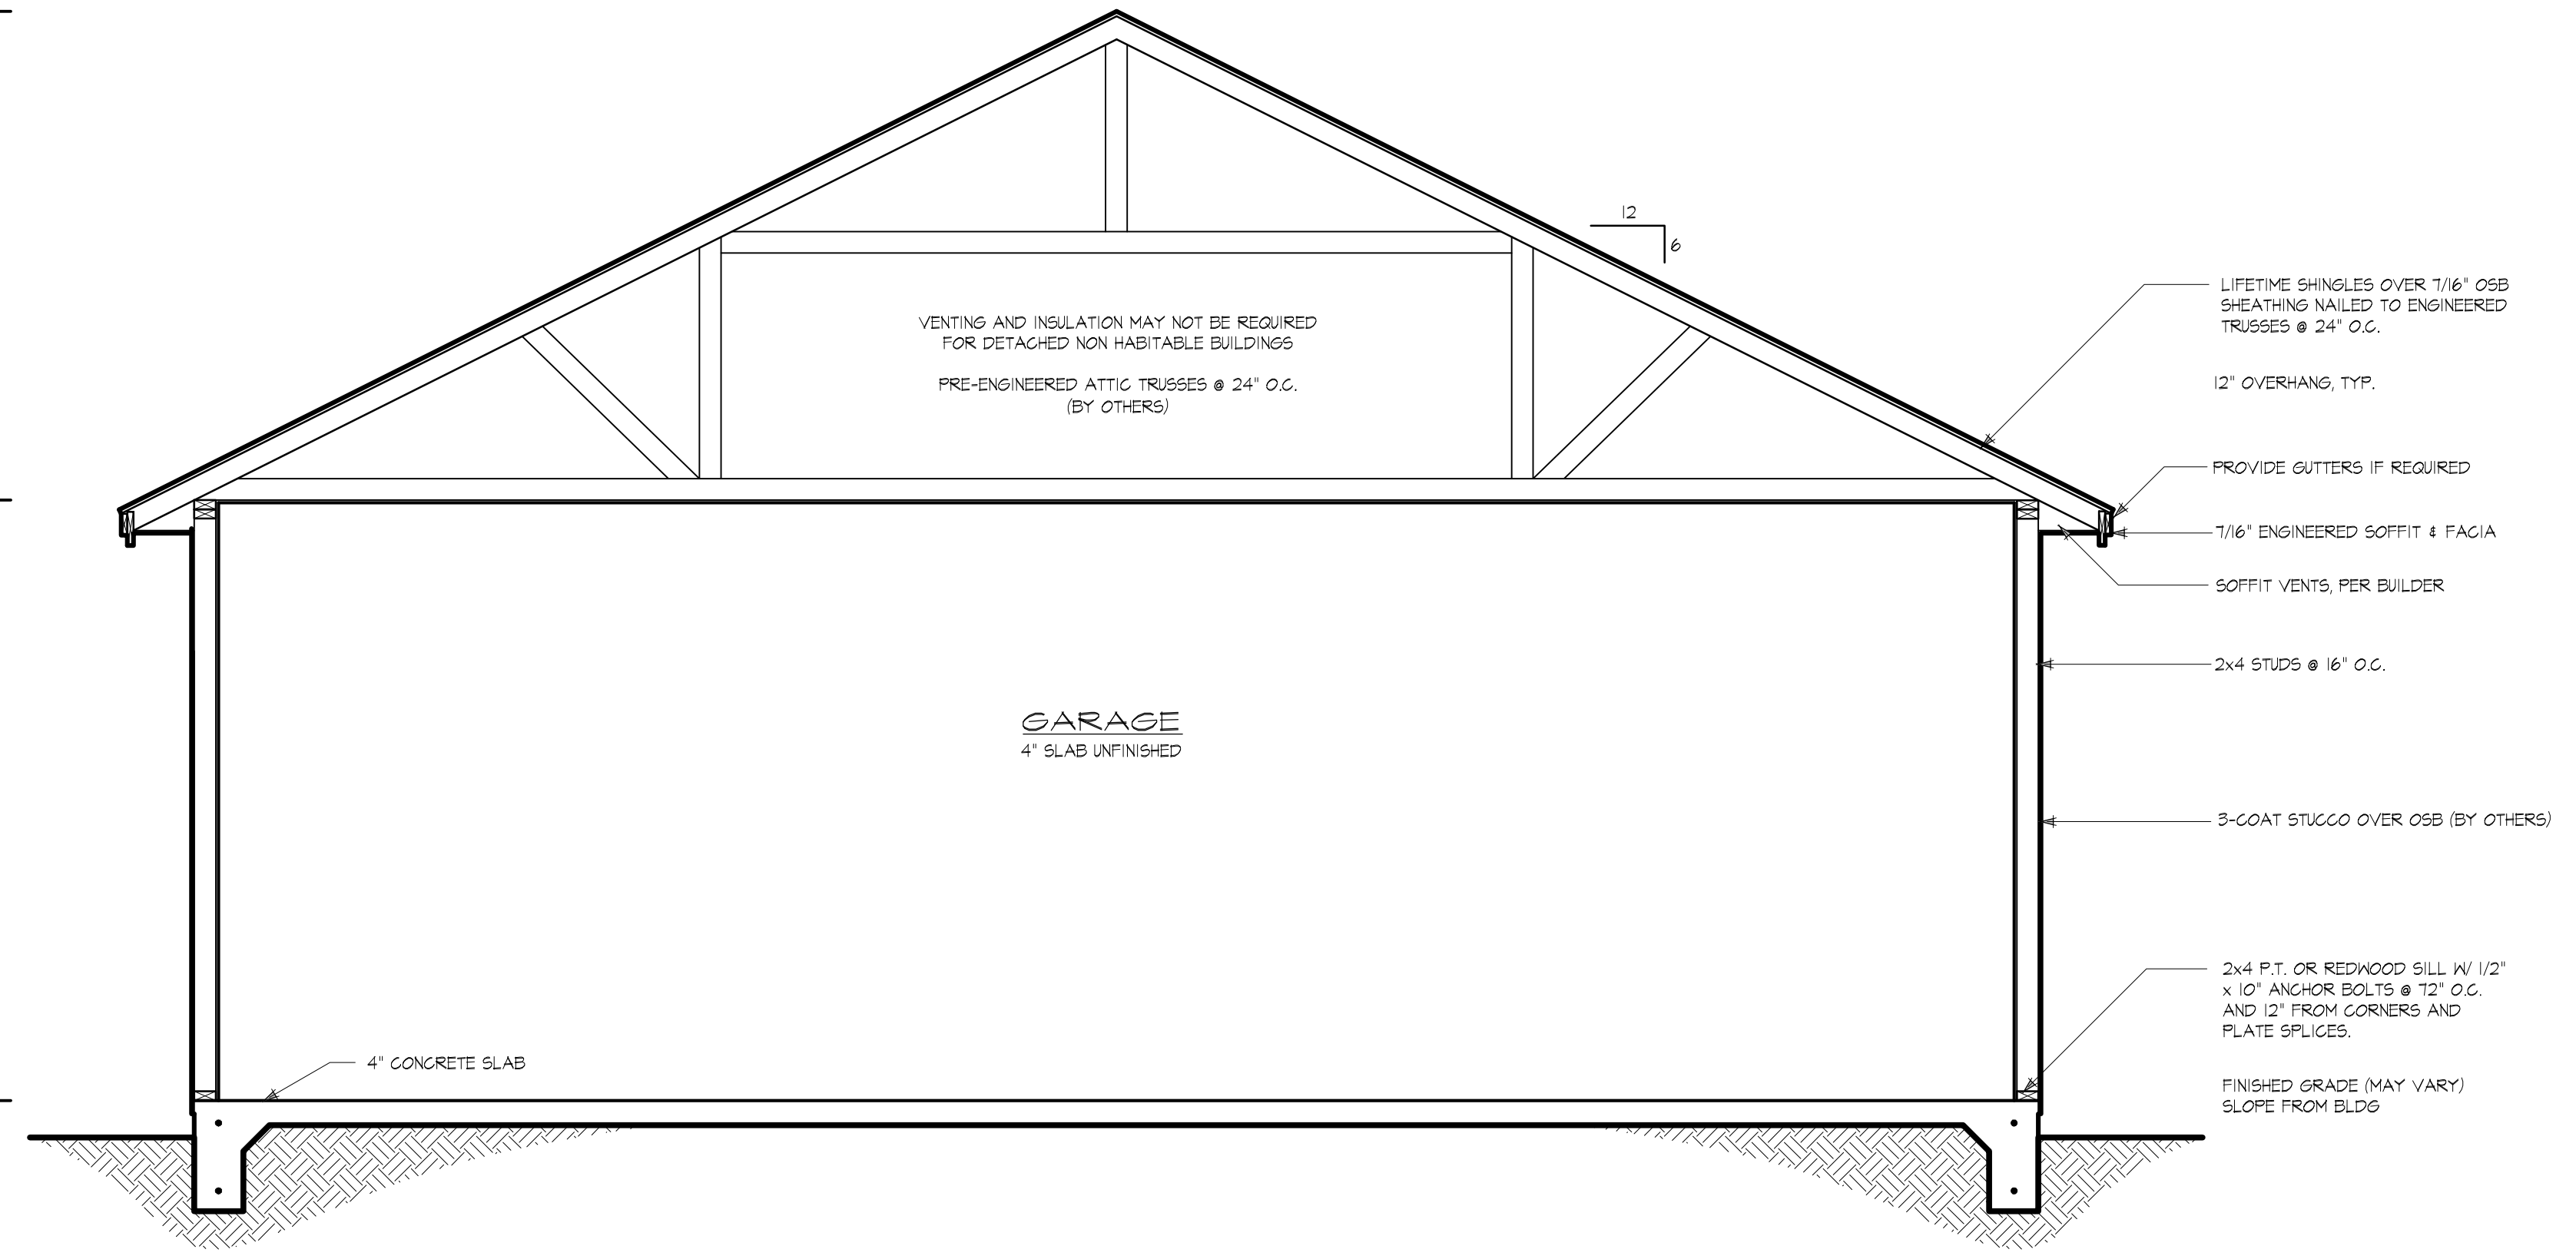 12
6
LIFETIME SHINGLES OVER 7/16" OSB
SHEATHING NAILED TO ENGINEERED
TRUSSES @ 24" O.C.
VENTING AND INSULATION MAY NOT BE REQUIRED
FOR DETACHED NON HABITABLE BUILDINGS
PRE-ENGINEERED ATTIC TRUSSES @ 24" O.C.
(BY OTHERS)
12" OVERHANG, TYP.
PROVIDE GUTTERS IF REQUIRED
7/16" ENGINEERED SOFFIT & FACIA
SOFFIT VENTS, PER BUILDER
2x4 STUDS @ 16" O.C.
GARAGE
4" SLAB UNFINISHED
3-COAT STUCCO OVER OSB (BY OTHERS)
2x4 P.T. OR REDWOOD SILL W/ 1/2"
x 10" ANCHOR BOLTS @ 72" O.C.
AND 12" FROM CORNERS AND
PLATE SPLICES.
4" CONCRETE SLAB
FINISHED GRADE (MAY VARY)
SLOPE FROM BLDG